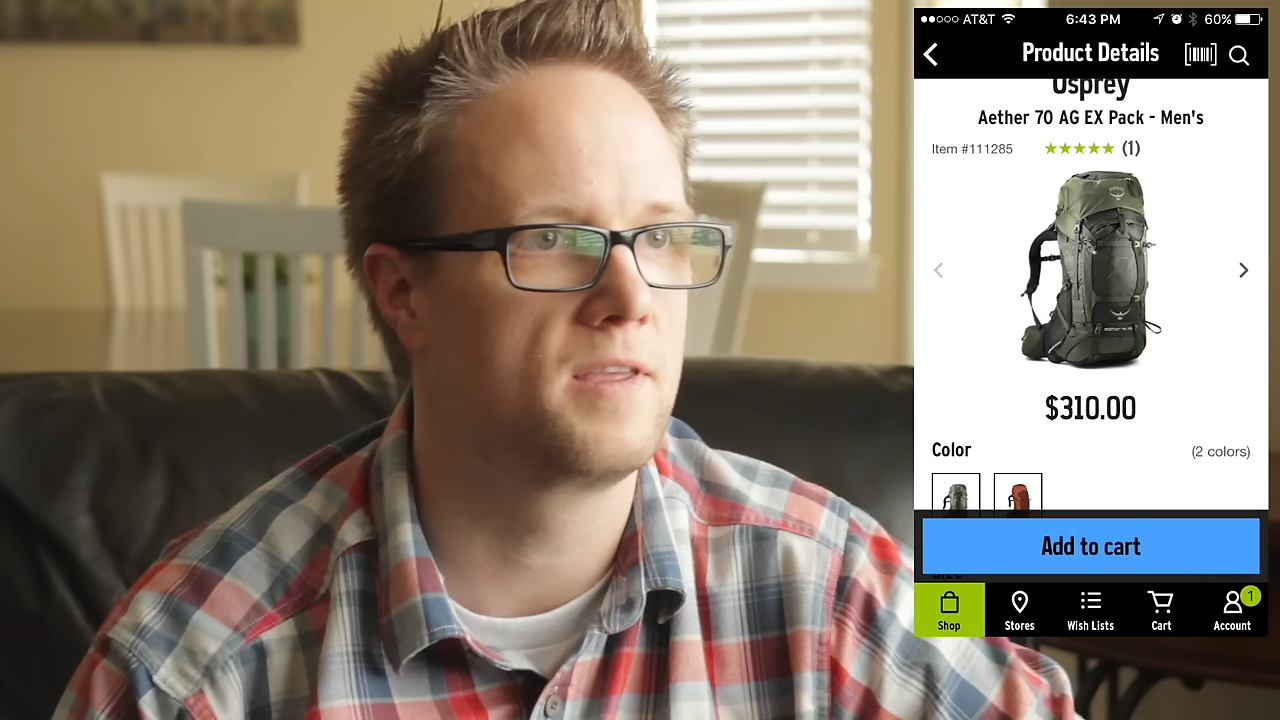 AT&T 6:43 PM 60%
Product Details
Osprey
Aether 70 AG EX Pack - Men's
Item #111285 (1)
$310.00
Color (2 colors)
Add to cart
Shop Stores Wish Lists Cart Account 1